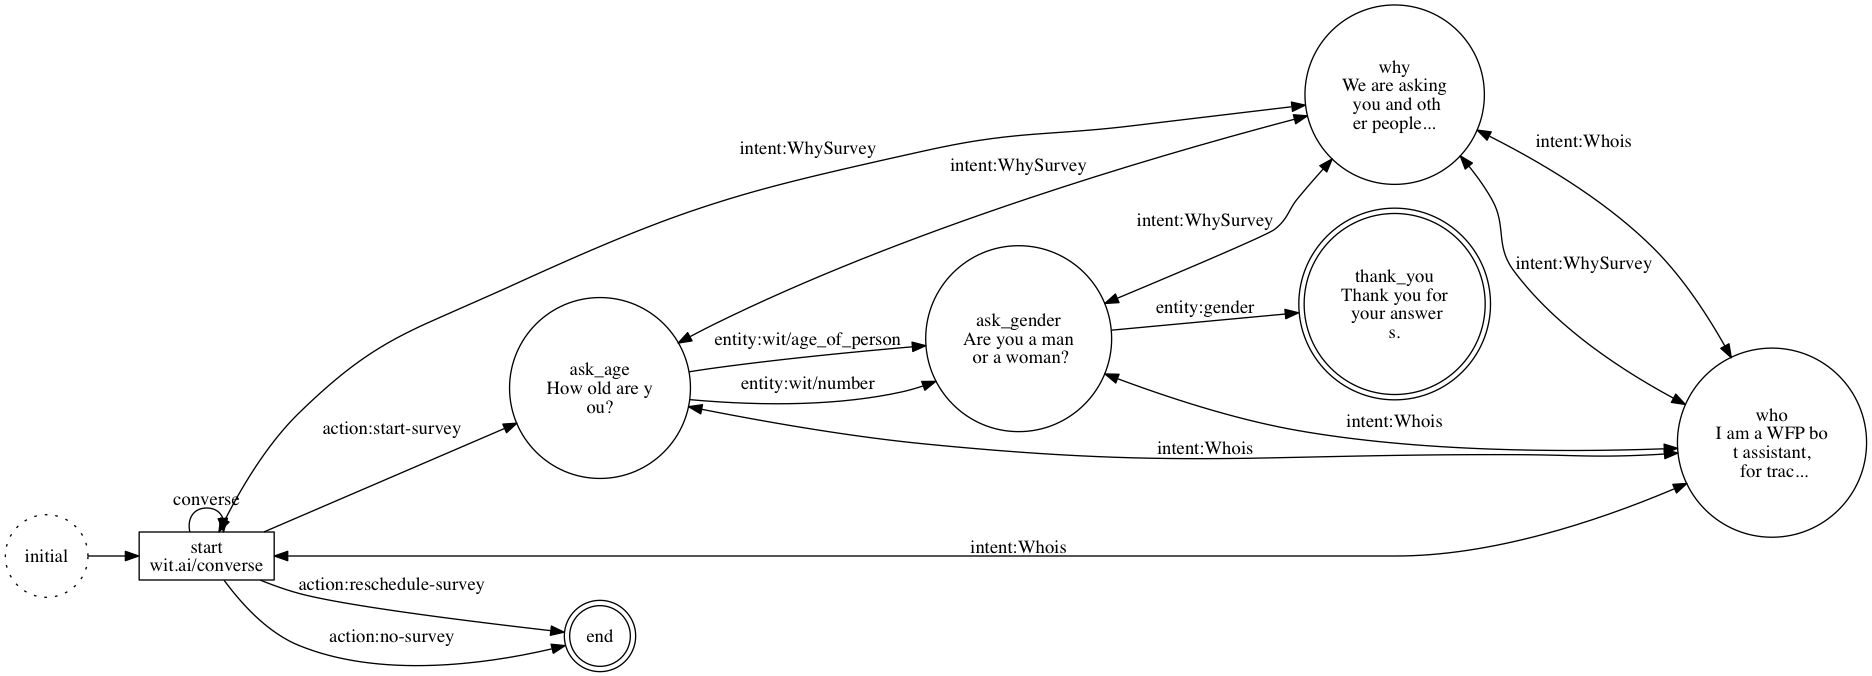 why
We are asking
you and oth
er people...
intent:Whois
intent:WhySurvey
intent:WhySurvey
intent:WhySurvey
intent:WhySurvey
thank_you
Thank you for
your answer
s.
entity:gender
ask_gender
Are you a man
or a woman?
entity:wit/age_of_person
entity:wit/number
ask_age
How old are y
ou?
who
I am a WFP bo
t assistant,
for trac...
intent:Whois
intent:Whois
action:start-survey
converse
initial
start
wit.ai/converse
intent:Whois
action:reschedule-survey
action:no-survey
end